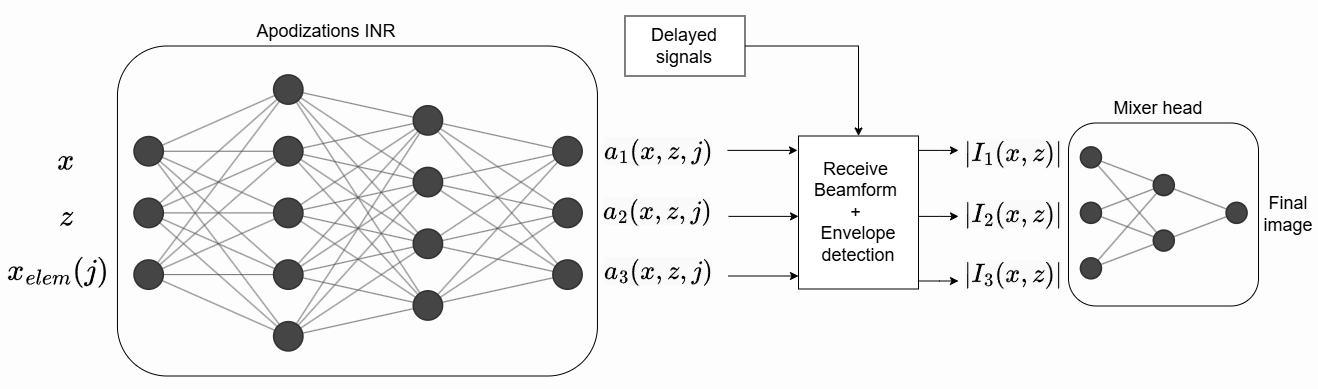 Apodizations INR
Delayed
signals
x
z
x_{elem}(j)
a_1(x, z, j)
a_2(x, z, j)
a_3(x, z, j)
Receive
Beamform
+
Envelope
detection
|I_1(x, z)|
|I_2(x, z)|
|I_3(x, z)|
Mixer head
Final
image